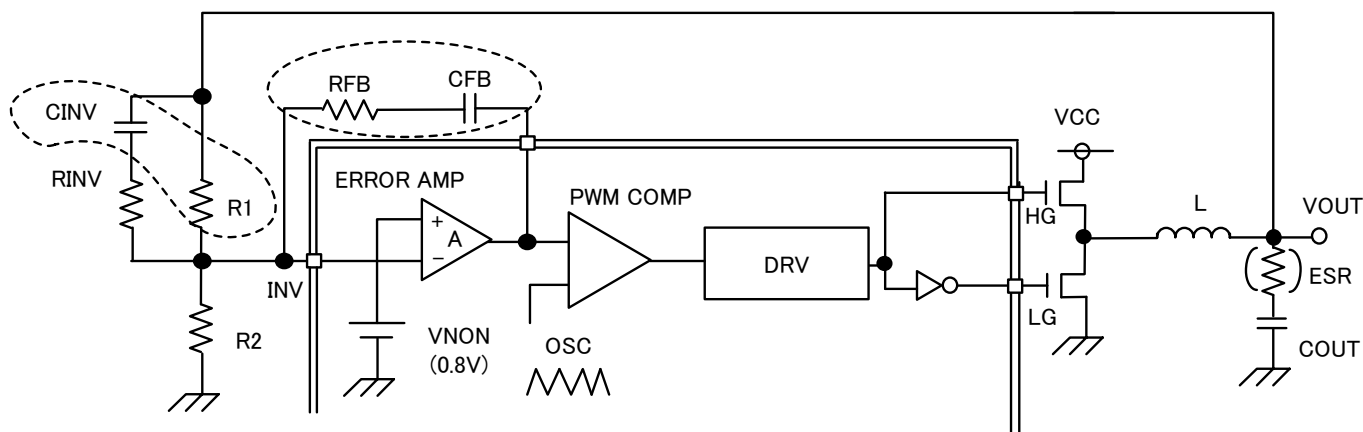 RFB
CFB
CINV
VCC
RINV
ERROR AMP
PWM COMP
R1
HG
L
VOUT
+
A
−
DRV
ESR
INV
R2
VNON
(0.8V)
OSC
LG
COUT